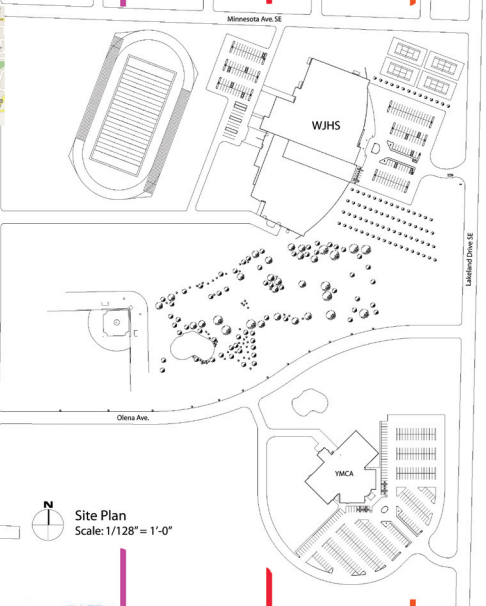 Minnesota Ave. SE
WJHS
Lakeland Drive SE
Olena Ave.
YMCA
N
Site Plan
Scale: 1/128" = 1'-0"